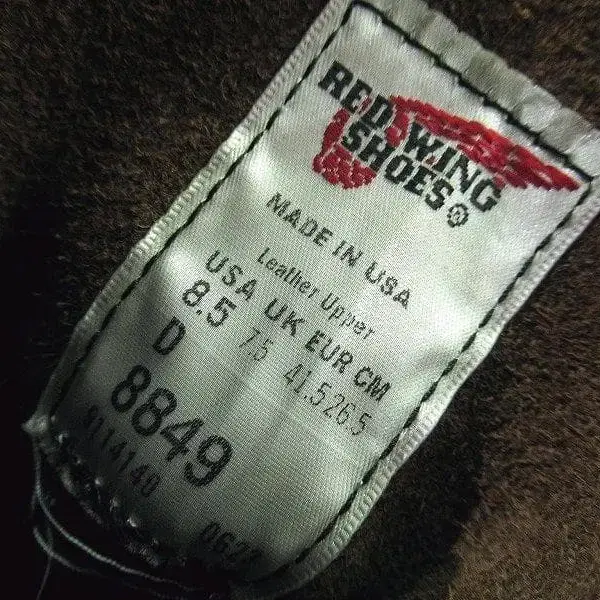 RED WING
SHOES®
MADE IN USA
Leather Upper
USA UK EUR CM
8.5 7.5 41.5 26.5
D
8849